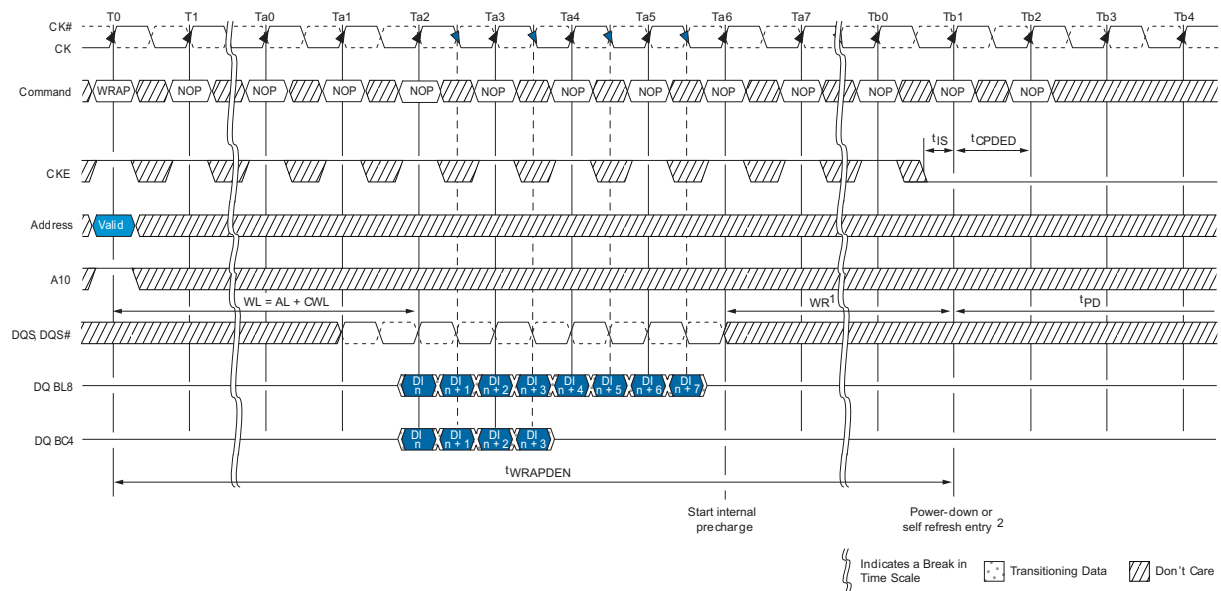 T0 T1 Ta0 Ta1 Ta2 Ta3 Ta4 Ta5 Ta6 Ta7 Tb0 Tb1 Tb2 Tb3 Tb4
CK#
CK
Command WRAP NOP NOP NOP NOP NOP NOP NOP NOP NOP NOP NOP NOP
tIS tCPDED
CKE
Address Valid
A10
WL = AL + CWL WR1 tPD
DQS, DQS#
DQ BL8 DI n DI n + 1 DI n + 2 DI n + 3 DI n + 4 DI n + 5 DI n + 6 DI n + 7
DQ BC4 DI n DI n + 1 DI n + 2 DI n + 3
tWRAPDEN
Start internal
precharge
Power-down or
self refresh entry 2
Indicates a Break in
Time Scale
Transitioning Data
Don't Care